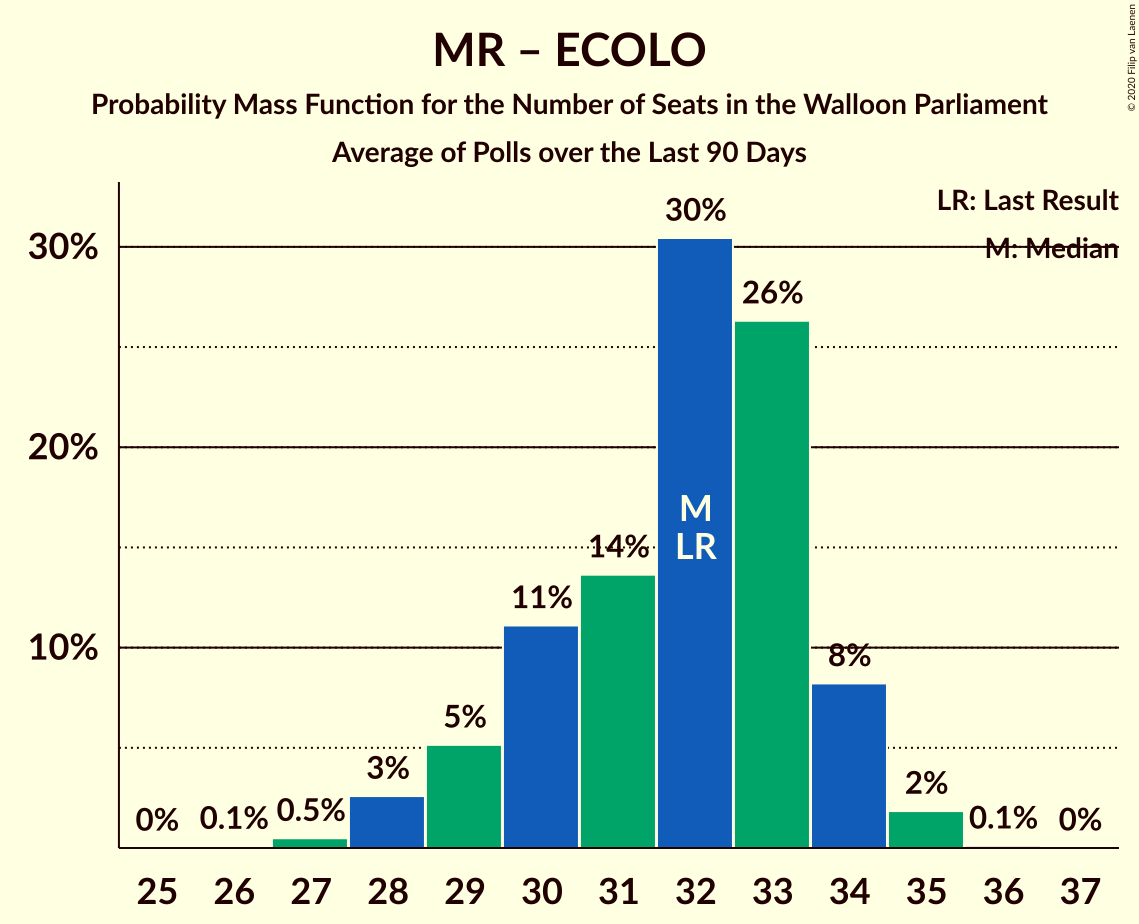 MR – ECOLO
Probability Mass Function for the Number of Seats in the Walloon Parliament
Average of Polls over the Last 90 Days
© 2020 Filip van Laenen
LR: Last Result
M: Median
30%
20%
10%
0%
0.1%
0.5%
3%
5%
11%
14%
30%
26%
8%
2%
0.1%
0%
M
LR
25 26 27 28 29 30 31 32 33 34 35 36 37